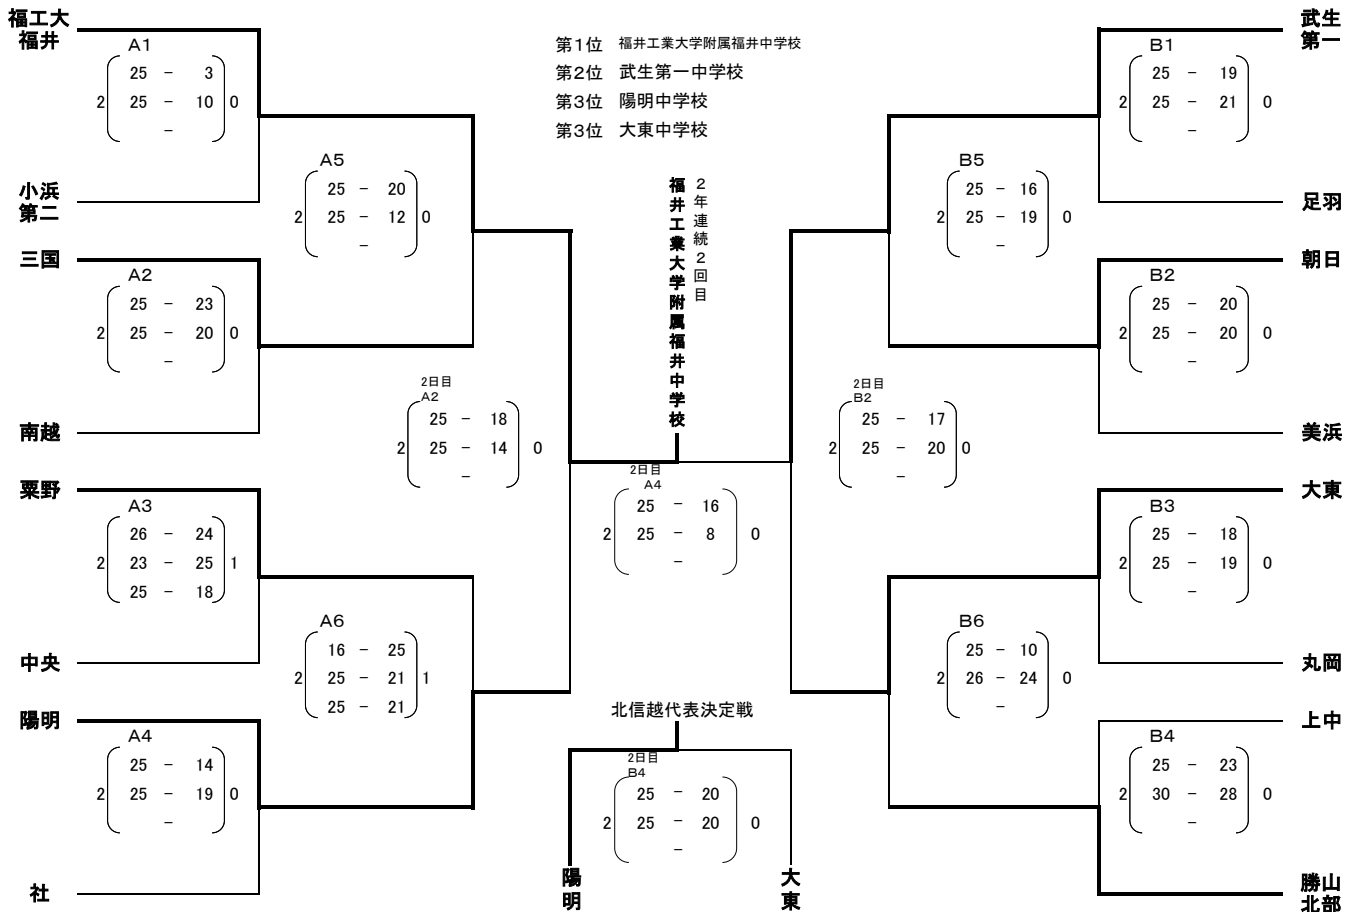 福工大
福井
A1
25 － 3
2 25 － 10 0
－
小浜
第二
三国
A2
25 － 23
2 25 － 20 0
－
南越
粟野
A3
26 － 24
2 23 － 25 1
25 － 18
中央
陽明
A4
25 － 14
2 25 － 19 0
－
社
A5
25 － 20
2 25 － 12 0
－
A6
16 － 25
2 25 － 21 1
25 － 21
2日目
A2
25 － 18
2 25 － 14 0
－
第1位 福井工業大学附属福井中学校
第2位 武生第一中学校
第3位 陽明中学校
第3位 大東中学校
2年連続2回目
福井工業大学附属福井中学校
2日目
A4
25 － 16
2 25 － 8 0
－
北信越代表決定戦
2日目
B4
25 － 20
2 25 － 20 0
－
陽明
大東
2日目
B2
25 － 17
2 25 － 20 0
－
B5
25 － 16
2 25 － 19 0
－
B6
25 － 10
2 26 － 24 0
－
武生
第一
B1
25 － 19
2 25 － 21 0
－
足羽
朝日
B2
25 － 20
2 25 － 20 0
－
美浜
大東
B3
25 － 18
2 25 － 19 0
－
丸岡
上中
B4
25 － 23
2 30 － 28 0
－
勝山
北部